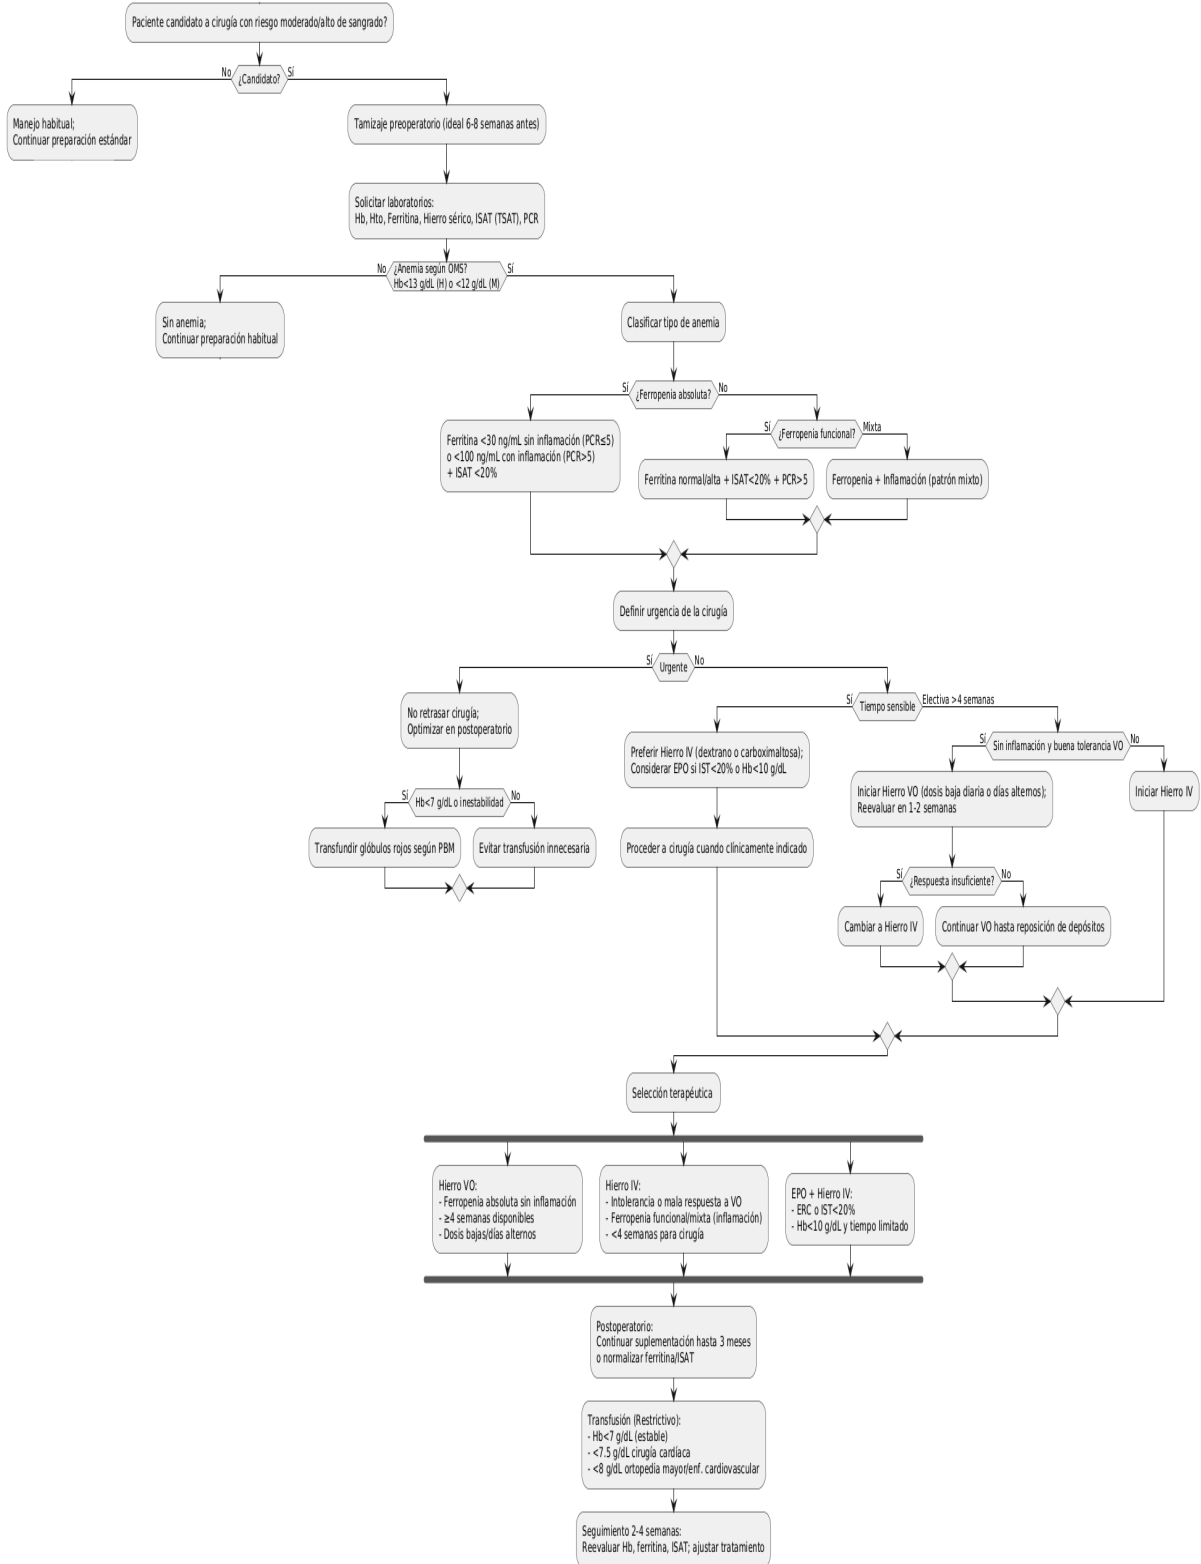 Paciente candidato a cirugía con riesgo moderado/alto de sangrado?
No
¿Candidato?
Sí
Manejo habitual;
Continuar preparación estándar
Tamizaje preoperatorio (ideal 6-8 semanas antes)
Solicitar laboratorios:
Hb, Hto, Ferritina, Hierro sérico, ISAT (TSAT), PCR
No
¿Anemia según OMS?
Hb<13 g/dL (H) o <12 g/dL (M)
Sí
Sin anemia;
Continuar preparación habitual
Clasificar tipo de anemia
Sí
¿Ferropenia absoluta?
No
Ferritina <30 ng/mL sin inflamación (PCR≤5)
o <100 ng/mL con inflamación (PCR>5)
+ ISAT <20%
Sí
¿Ferropenia funcional?
Mixta
Ferritina normal/alta + ISAT<20% + PCR>5
Ferropenia + Inflamación (patrón mixto)
Definir urgencia de la cirugía
Sí
Urgente
No
No retrasar cirugía;
Optimizar en postoperatorio
Sí
Hb<7 g/dL o inestabilidad
No
Transfundir glóbulos rojos según PBM
Evitar transfusión innecesaria
Sí
Tiempo sensible
Electiva >4 semanas
Preferir Hierro IV (dextrano o carboximaltosa);
Considerar EPO si IST<20% o Hb<10 g/dL
Proceder a cirugía cuando clínicamente indicado
Sí
Sin inflamación y buena tolerancia VO
No
Iniciar Hierro VO (dosis baja diaria o días alternos);
Reevaluar en 1-2 semanas
Iniciar Hierro IV
Sí
¿Respuesta insuficiente?
No
Cambiar a Hierro IV
Continuar VO hasta reposición de depósitos
Selección terapéutica
Hierro VO:
- Ferropenia absoluta sin inflamación
- ≥4 semanas disponibles
- Dosis bajas/días alternos
Hierro IV:
- Intolerancia o mala respuesta a VO
- Ferropenia funcional/mixta (inflamación)
- <4 semanas para cirugía
EPO + Hierro IV:
- ERC o IST<20%
- Hb<10 g/dL y tiempo limitado
Postoperatorio:
Continuar suplementación hasta 3 meses
o normalizar ferritina/ISAT
Transfusión (Restrictivo):
- Hb<7 g/dL (estable)
- <7.5 g/dL cirugía cardíaca
- <8 g/dL ortopedia mayor/enf. cardiovascular
Seguimiento 2-4 semanas:
Reevaluar Hb, ferritina, ISAT; ajustar tratamiento